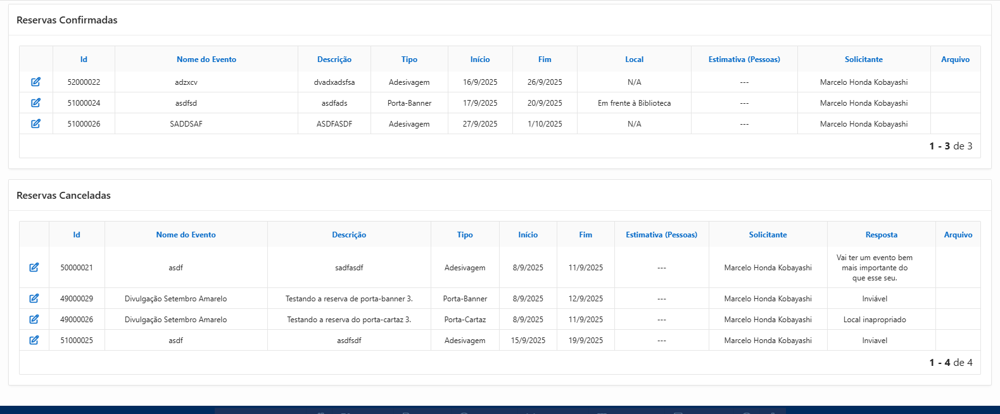 Reservas Confirmadas
Id Nome do Evento Descrição Tipo Início Fim Local Estimativa (Pessoas) Solicitante Arquivo
52000022 adzxcv dvadxadsfsa Adesivagem 16/9/2025 26/9/2025 N/A --- Marcelo Honda Kobayashi
51000024 asdfsd asdfads Porta-Banner 17/9/2025 20/9/2025 Em frente à Biblioteca --- Marcelo Honda Kobayashi
51000026 SADDSAF ASDFASDF Adesivagem 27/9/2025 1/10/2025 N/A --- Marcelo Honda Kobayashi
1 - 3 de 3
Reservas Canceladas
Id Nome do Evento Descrição Tipo Início Fim Estimativa (Pessoas) Solicitante Resposta Arquivo
50000021 asdf sadfasdf Adesivagem 8/9/2025 11/9/2025 --- Marcelo Honda Kobayashi Vai ter um evento bem
mais importante do
que esse seu.
49000029 Divulgação Setembro Amarelo Testando a reserva de porta-banner 3. Porta-Banner 8/9/2025 12/9/2025 --- Marcelo Honda Kobayashi Inviável
49000026 Divulgação Setembro Amarelo Testando a reserva do porta-cartaz 3. Porta-Cartaz 8/9/2025 11/9/2025 --- Marcelo Honda Kobayashi Local inapropriado
51000025 asdf asdfsdf Adesivagem 15/9/2025 19/9/2025 --- Marcelo Honda Kobayashi Inviavel
1 - 4 de 4